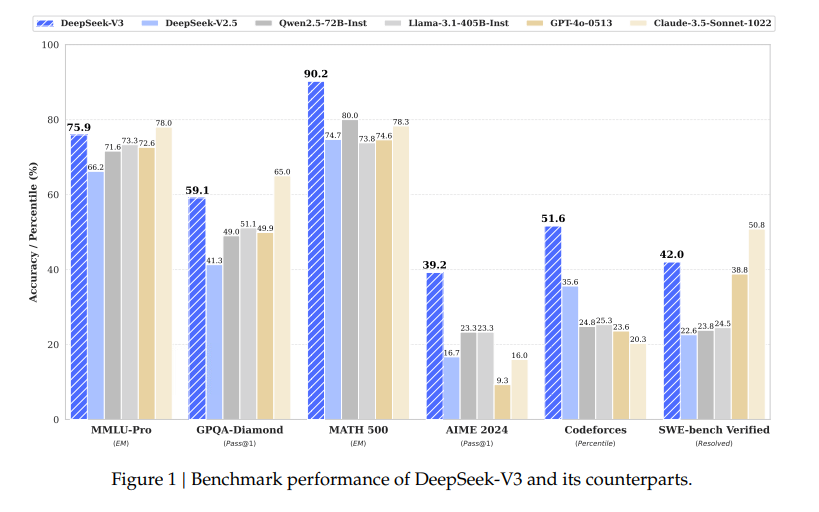 DeepSeek-V3 DeepSeek-V2.5 Qwen2.5-72B-Inst Llama-3.1-405B-Inst GPT-4o-0513 Claude-3.5-Sonnet-1022
Accuracy / Percentile (%)
100
80
60
40
20
0
75.9 66.2 71.6 73.3 72.6 78.0
59.1 41.3 49.0 51.1 49.9 65.0
90.2 74.7 80.0 73.8 74.6 78.3
39.2 16.7 23.3 23.3 9.3 16.0
51.6 35.6 24.8 25.3 23.6 20.3
42.0 22.6 23.8 24.5 38.8 50.8
MMLU-Pro GPQA-Diamond MATH 500 AIME 2024 Codeforces SWE-bench Verified
(EM) (Pass@1) (EM) (Pass@1) (Percentile) (Resolved)
Figure 1 | Benchmark performance of DeepSeek-V3 and its counterparts.